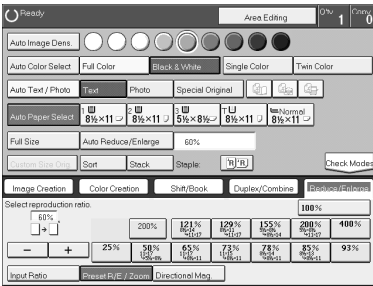 Ready
Area Editing
Q'ty 1
Copy 0
Auto Image Dens.
Auto Color Select Full Color Black & White Single Color Twin Color
Auto Text / Photo Text Photo Special Original
Auto Paper Select 1 8½×11 2 8½×11 3 5½×8½ T 8½×11 Normal 8½×11
Full Size Auto Reduce/Enlarge 60%
Custom Size Orig. Sort Stack Staple:
Check Modes
Image Creation Color Creation Shift/Book Duplex/Combine Reduce/Enlarge
Select reproduction ratio.
100%
60%
200% 121% 129% 155% 200% 400%
− + 25% 50% 65% 73% 78% 85% 93%
Input Ratio Preset R/E / Zoom Directional Mag.